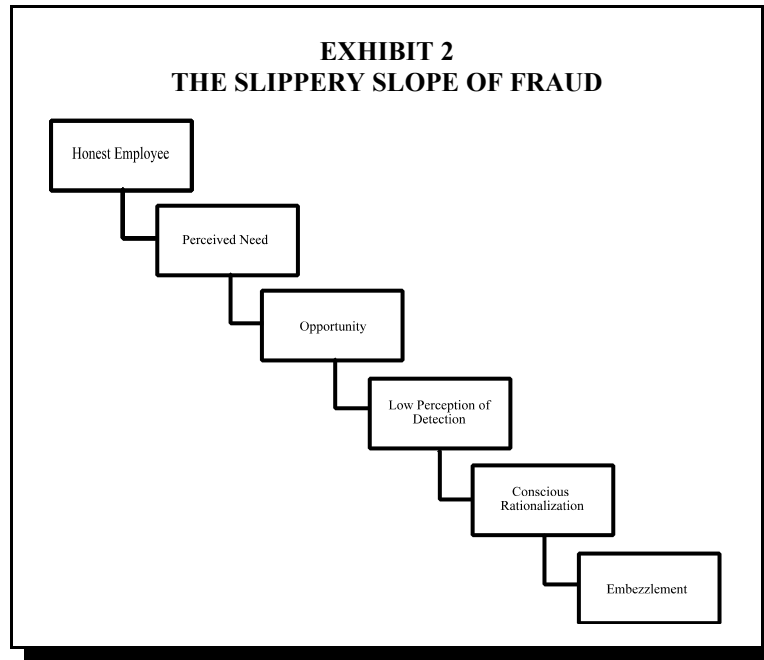 EXHIBIT 2
THE SLIPPERY SLOPE OF FRAUD
Honest Employee
Perceived Need
Opportunity
Low Perception of
Detection
Conscious
Rationalization
Embezzlement